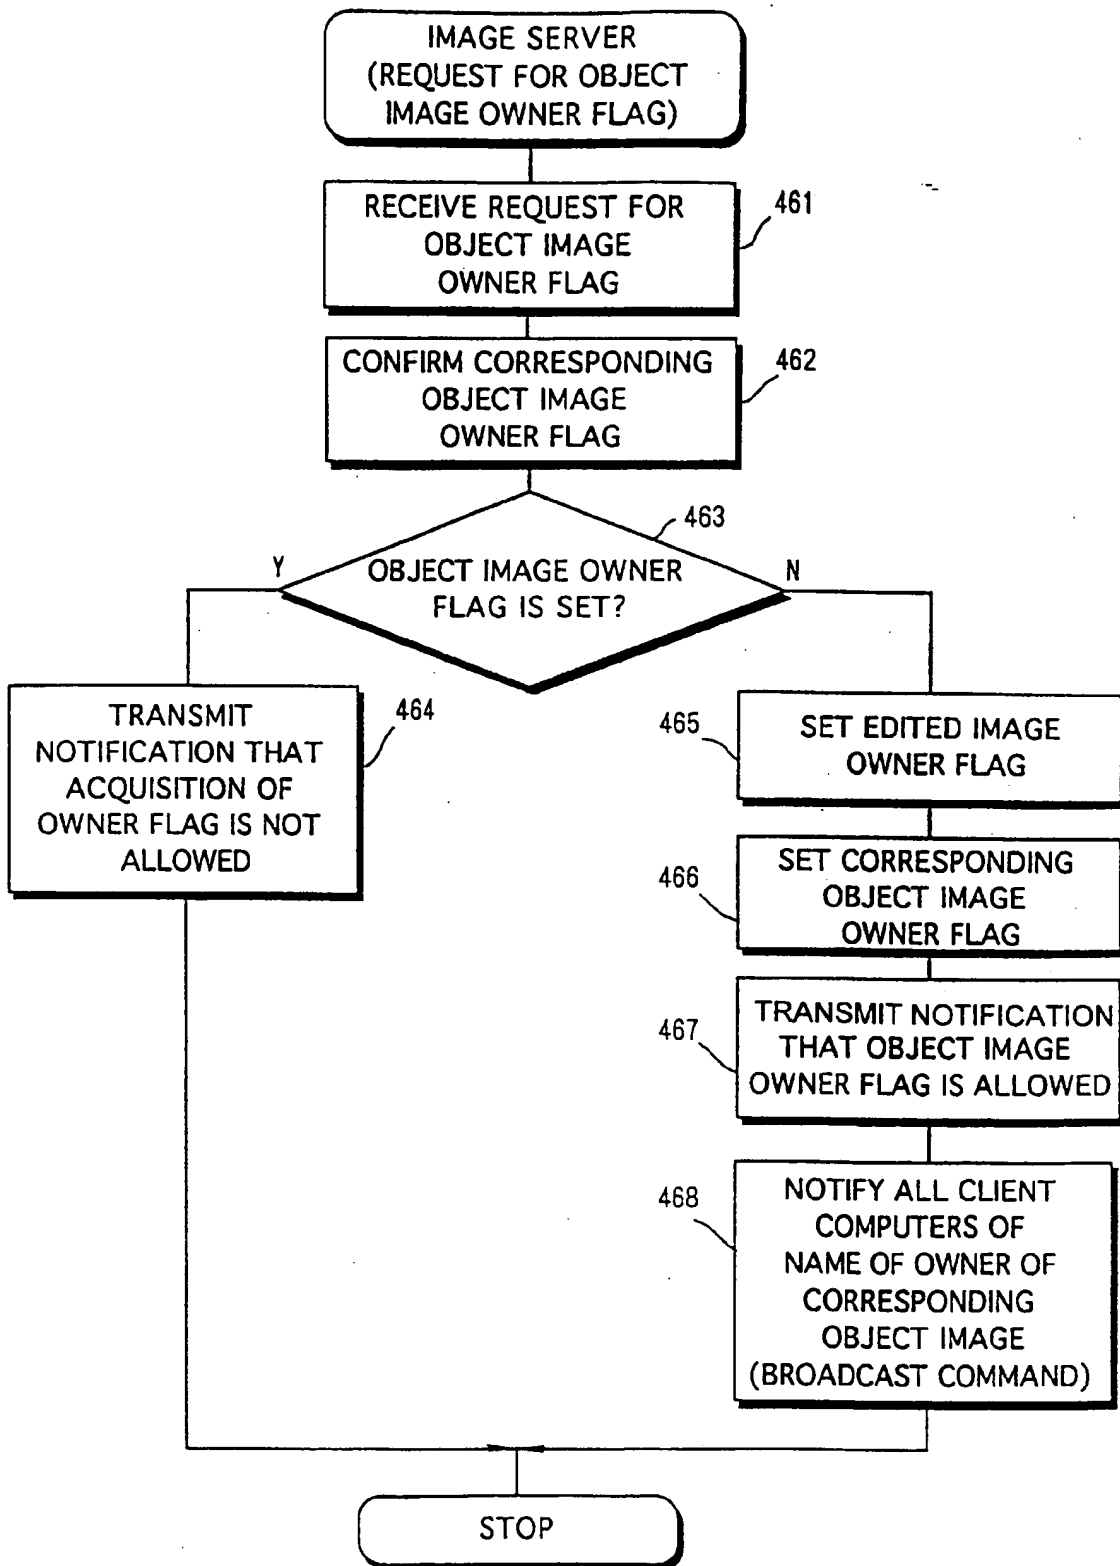 IMAGE SERVER
(REQUEST FOR OBJECT
IMAGE OWNER FLAG)
RECEIVE REQUEST FOR
OBJECT IMAGE
OWNER FLAG
461
CONFIRM CORRESPONDING
OBJECT IMAGE
OWNER FLAG
462
463
Y
OBJECT IMAGE OWNER
FLAG IS SET?
N
TRANSMIT
NOTIFICATION THAT
ACQUISITION OF
OWNER FLAG IS NOT
ALLOWED
464
465
SET EDITED IMAGE
OWNER FLAG
466
SET CORRESPONDING
OBJECT IMAGE
OWNER FLAG
467
TRANSMIT NOTIFICATION
THAT OBJECT IMAGE
OWNER FLAG IS ALLOWED
468
NOTIFY ALL CLIENT
COMPUTERS OF
NAME OF OWNER OF
CORRESPONDING
OBJECT IMAGE
(BROADCAST COMMAND)
STOP